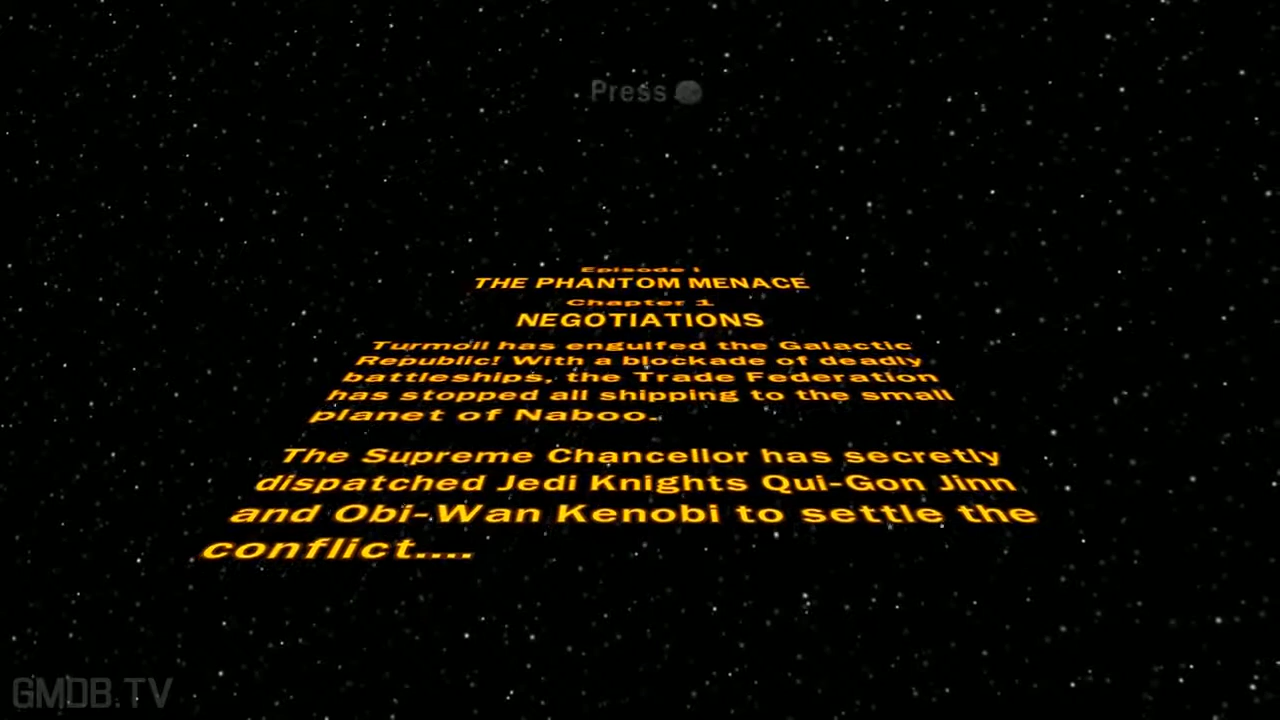 Press
Episode I
THE PHANTOM MENACE
Chapter 1
NEGOTIATIONS
Turmoil has engulfed the Galactic
Republic! With a blockade of deadly
battleships, the Trade Federation
has stopped all shipping to the small
planet of Naboo.
The Supreme Chancellor has secretly
dispatched Jedi Knights Qui-Gon Jinn
and Obi-Wan Kenobi to settle the
conflict....
GMDB.TV